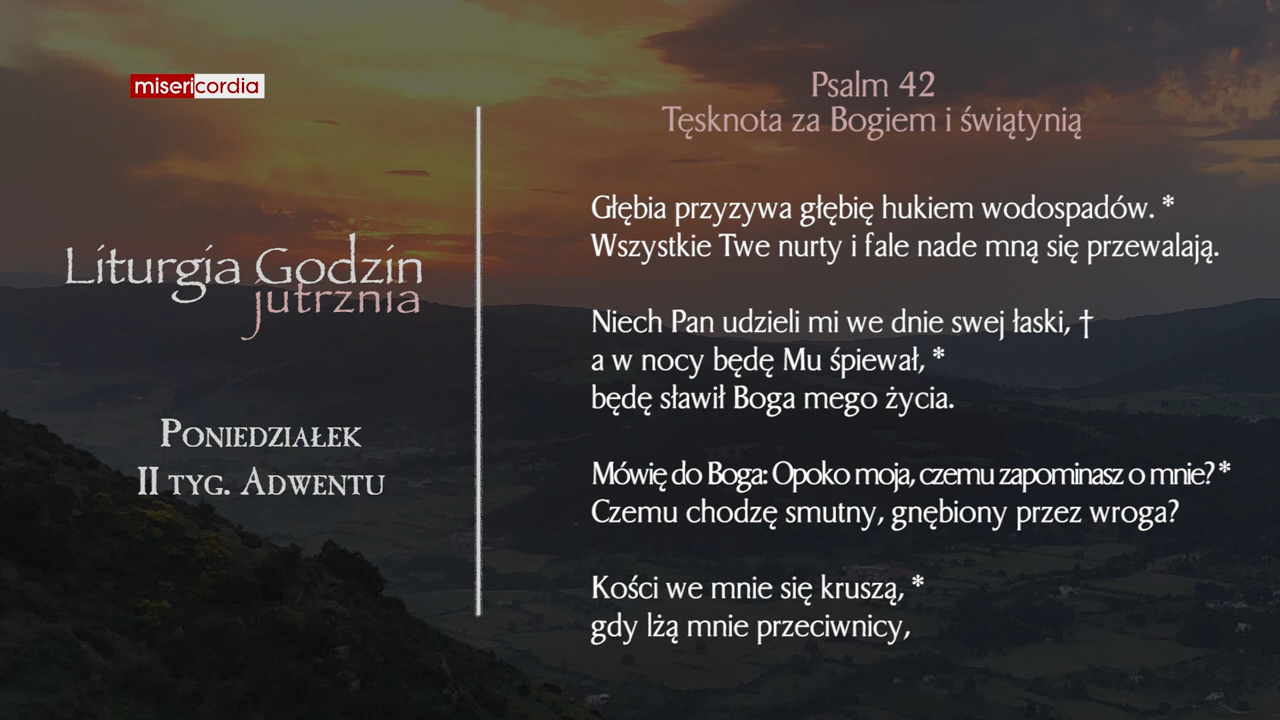 misericordia
Liturgia Godzin
jutrznia
Poniedziałek
II tyg. Adwentu
Psalm 42
Tęsknota za Bogiem i świątynią
Głębia przyzywa głębię hukiem wodospadów. *
Wszystkie Twe nurty i fale nade mną się przewalają.
Niech Pan udzieli mi we dnie swej łaski, †
a w nocy będę Mu śpiewał, *
będę sławił Boga mego życia.
Mówię do Boga: Opoko moja, czemu zapominasz o mnie? *
Czemu chodzę smutny, gnębiony przez wroga?
Kości we mnie się kruszą, *
gdy lżą mnie przeciwnicy,